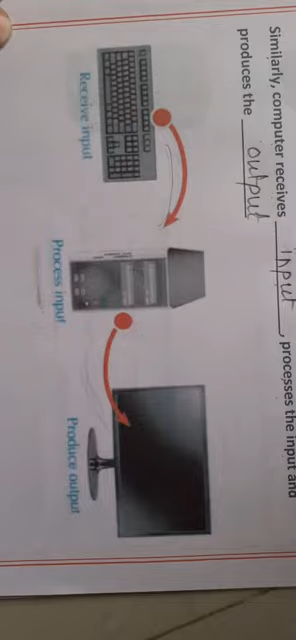 Similarly, computer receives input, processes the input and
produces the output
Receive input
Process input
Produce output